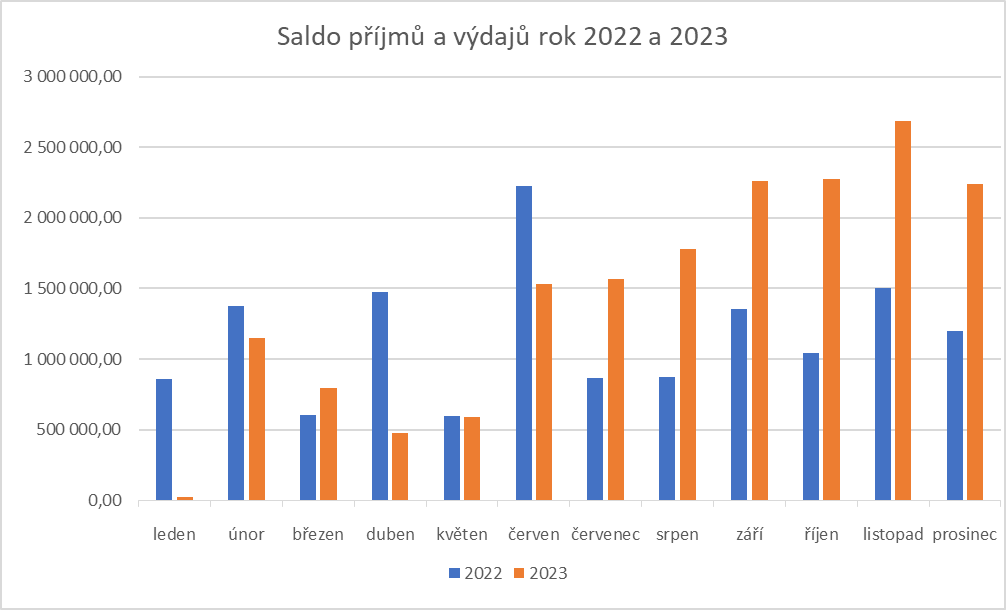 Saldo příjmů a výdajů rok 2022 a 2023
3 000 000,00
2 500 000,00
2 000 000,00
1 500 000,00
1 000 000,00
500 000,00
0,00
leden únor březen duben květen červen červenec srpen září říjen listopad prosinec
2022 2023